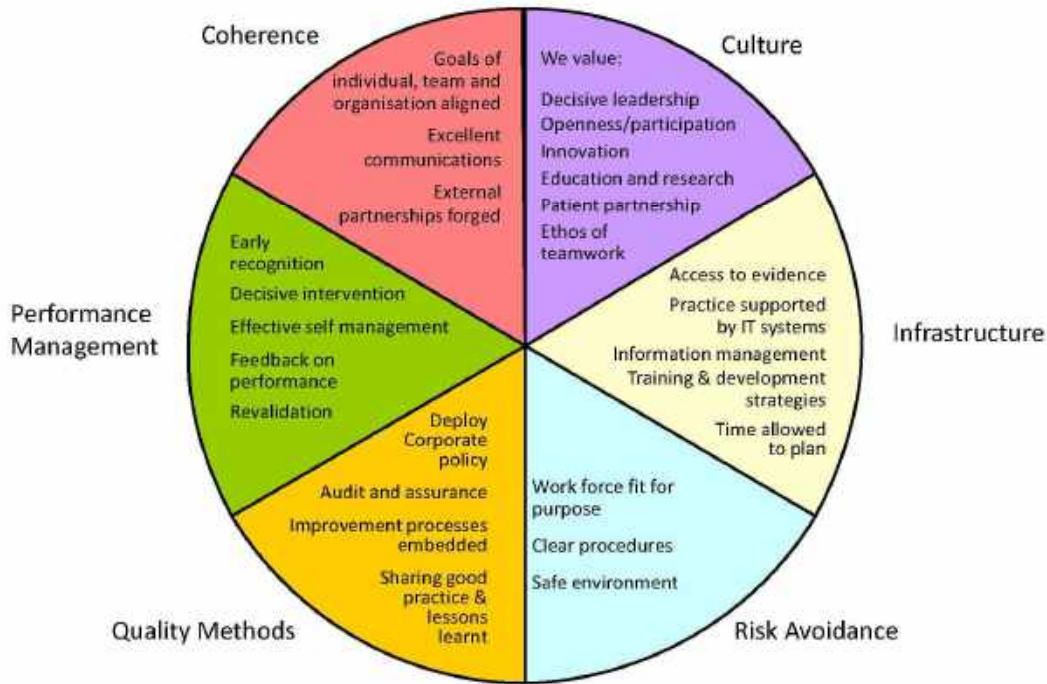 Coherence
Goals of
individual, team and
organisation aligned
Excellent
communications
External
partnerships forged
Culture
We value:
Decisive leadership
Openness/participation
Innovation
Education and research
Patient partnership
Ethos of
teamwork
Infrastructure
Access to evidence
Practice supported
by IT systems
Information management
Training & development
strategies
Time allowed
to plan
Risk Avoidance
Work force fit for
purpose
Clear procedures
Safe environment
Quality Methods
Deploy
Corporate
policy
Audit and assurance
Improvement processes
embedded
Sharing good
practice &
lessons
learnt
Performance
Management
Early
recognition
Decisive intervention
Effective self management
Feedback on
performance
Revalidation